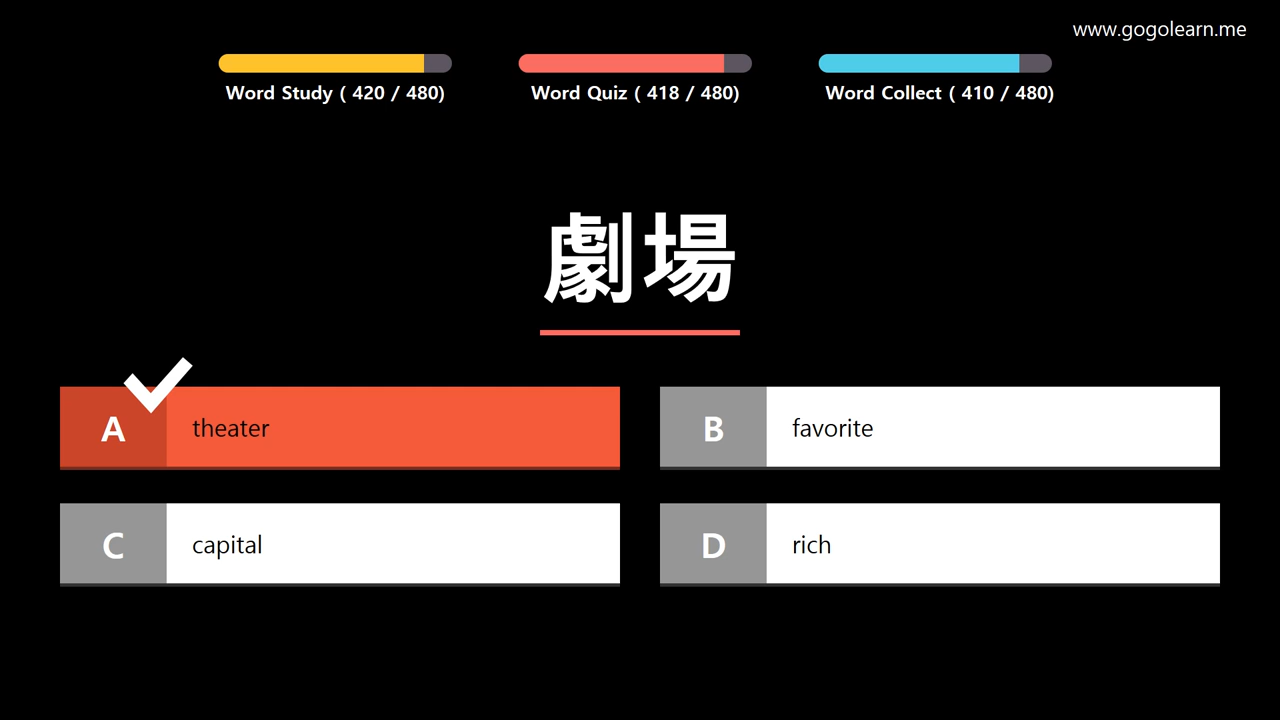 www.gogolearn.me
Word Study ( 420 / 480)
Word Quiz ( 418 / 480)
Word Collect ( 410 / 480)
劇場
A theater
B favorite
C capital
D rich